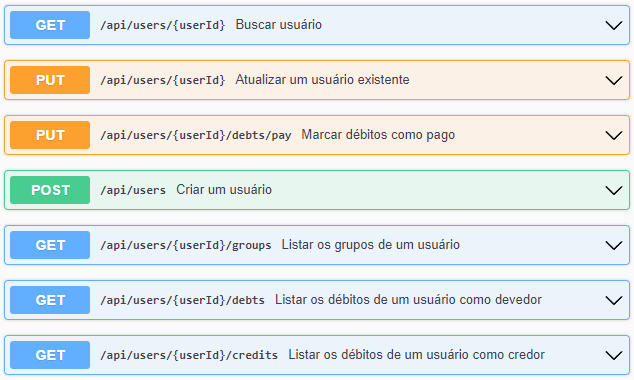 GET /api/users/{userId} Buscar usuário
PUT /api/users/{userId} Atualizar um usuário existente
PUT /api/users/{userId}/debts/pay Marcar débitos como pago
POST /api/users Criar um usuário
GET /api/users/{userId}/groups Listar os grupos de um usuário
GET /api/users/{userId}/debts Listar os débitos de um usuário como devedor
GET /api/users/{userId}/credits Listar os débitos de um usuário como credor